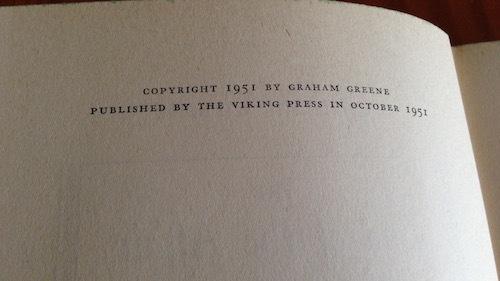 COPYRIGHT 1951 BY GRAHAM GREENE
PUBLISHED BY THE VIKING PRESS IN OCTOBER 1951